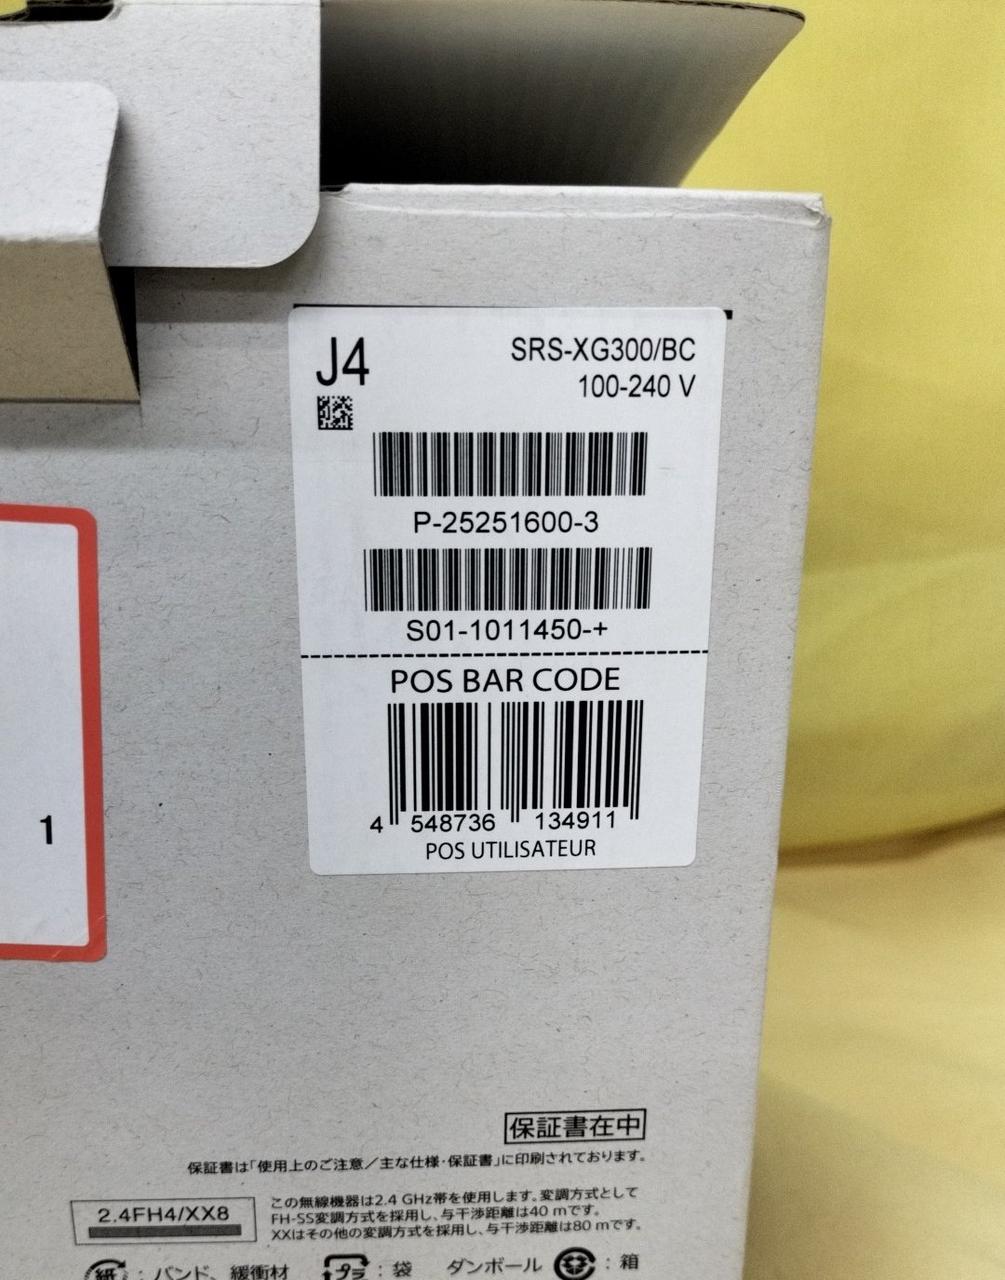 J4
SRS-XG300/BC
100-240 V
P-25251600-3
S01-1011450-+
POS BAR CODE
4 548736 134911
POS UTILISATEUR
1
保証書在中
保証書は「使用上のご注意／主な仕様・保証書」に印刷されております。
2.4FH4/XX8
この無線機器は2.4 GHz帯を使用します。変調方式として
FH-SS変調方式を採用し、与干渉距離は40 mです。
XXはその他の変調方式を採用し、与干渉距離は80 mです。
紙 : バンド、緩衝材 プラ : 袋 ダンボール : 箱